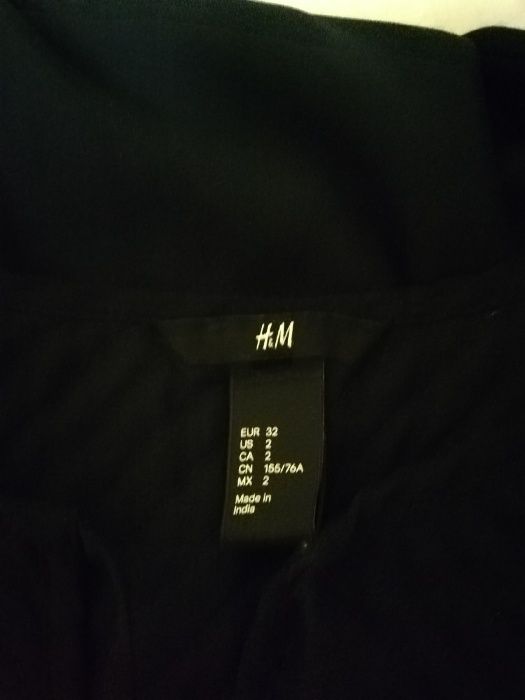 H&M
EUR 32
US 2
CA 2
CN 155/76A
MX 2
Made in
India